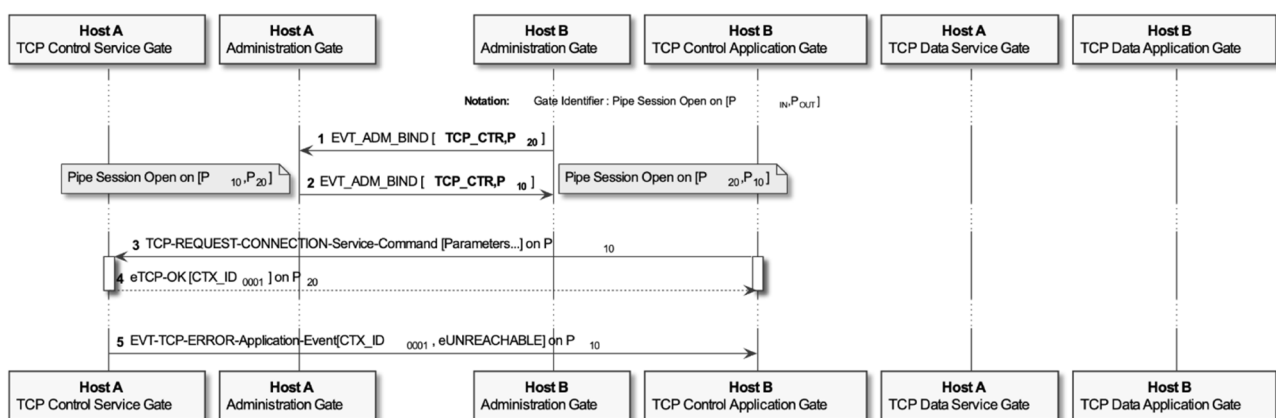 Host A Host A Host B Host B Host A Host B
TCP Control Service Gate Administration Gate Administration Gate TCP Control Application Gate TCP Data Service Gate TCP Data Application Gate
Notation: Gate Identifier : Pipe Session Open on [P IN,POUT]
1 EVT_ADM_BIND [ TCP_CTR,P 20 ]
Pipe Session Open on [P 10,P20]
2 EVT_ADM_BIND [ TCP_CTR,P 10 ]
Pipe Session Open on [P 20,P10]
3 TCP-REQUEST-CONNECTION-Service-Command [Parameters...] on P 10
4 eTCP-OK [CTX_ID 0001 ] on P 20
5 EVT-TCP-ERROR-Application-Event[CTX_ID 0001 , eUNREACHABLE] on P 10
Host A Host A Host B Host B Host A Host B
TCP Control Service Gate Administration Gate Administration Gate TCP Control Application Gate TCP Data Service Gate TCP Data Application Gate